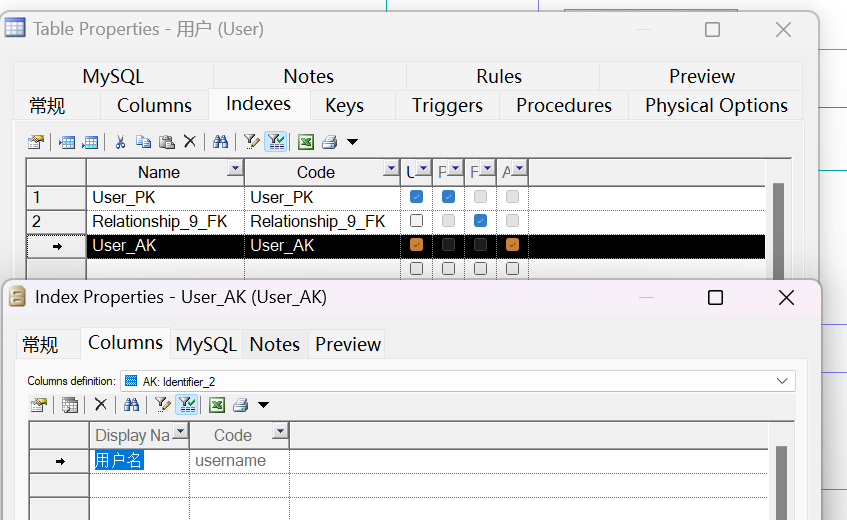 Table Properties - 用户 (User)
MySQL Notes Rules Preview
常规 Columns Indexes Keys Triggers Procedures Physical Options
Name Code U P F A
1 User_PK User_PK
2 Relationship_9_FK Relationship_9_FK
User_AK User_AK
Index Properties - User_AK (User_AK)
常规 Columns MySQL Notes Preview
Columns definition: AK: Identifier_2
Display Na Code
用户名 username